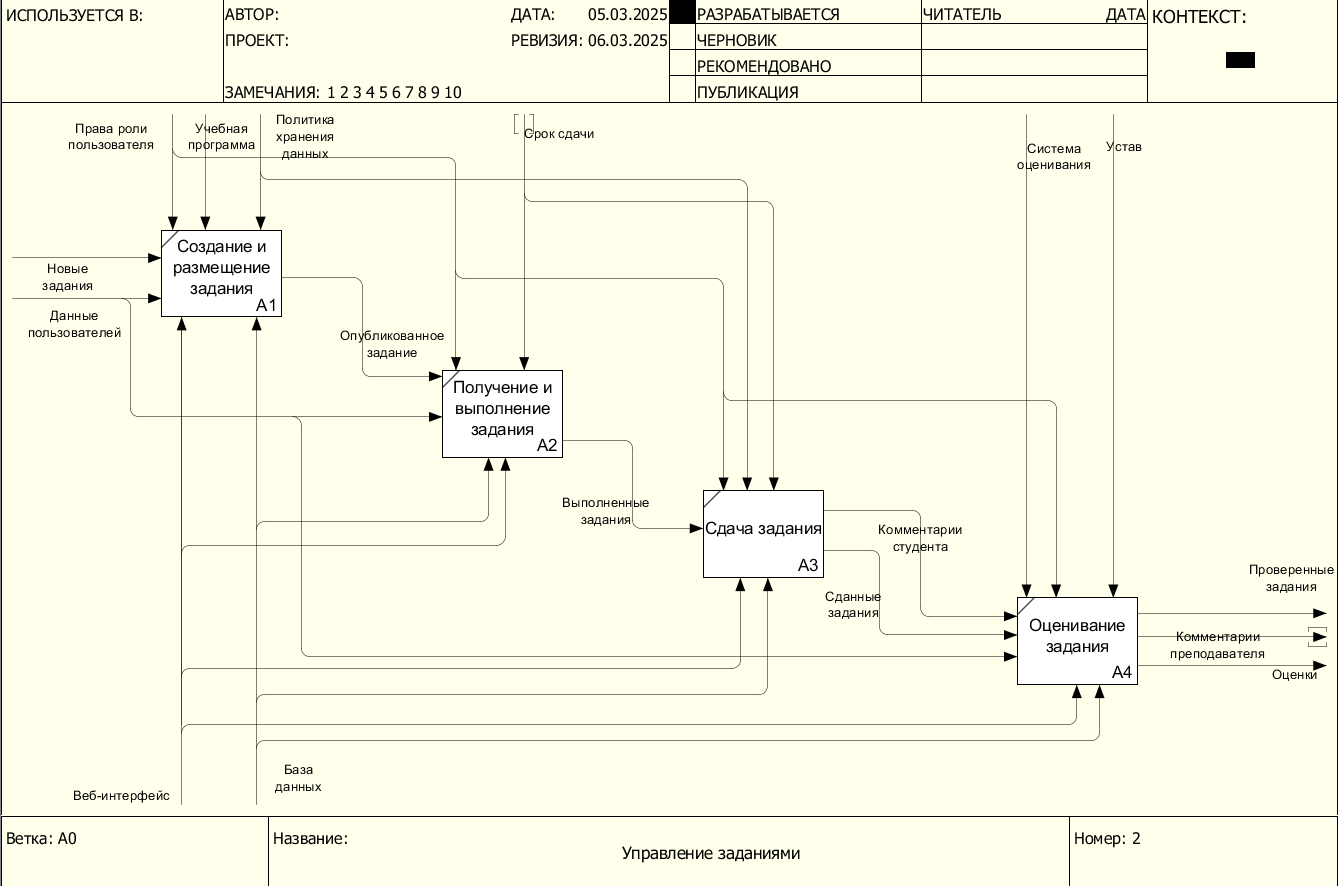 ИСПОЛЬЗУЕТСЯ В:
АВТОР:
ДАТА: 05.03.2025
РАЗРАБАТЫВАЕТСЯ
ЧИТАТЕЛЬ
ДАТА
КОНТЕКСТ:
ПРОЕКТ:
РЕВИЗИЯ: 06.03.2025
ЧЕРНОВИК
РЕКОМЕНДОВАНО
ЗАМЕЧАНИЯ: 1 2 3 4 5 6 7 8 9 10
ПУБЛИКАЦИЯ
Права роли
пользователя
Учебная
программа
Политика
хранения
данных
Срок сдачи
Система
оценивания
Устав
Создание и
размещение
задания
A1
Новые
задания
Данные
пользователей
Опубликованное
задание
Получение и
выполнение
задания
A2
Выполненные
задания
Сдача задания
A3
Комментарии
студента
Сданные
задания
Оценивание
задания
A4
Проверенные
задания
Комментарии
преподавателя
Оценки
База
данных
Веб-интерфейс
Ветка: A0
Название:
Управление заданиями
Номер: 2